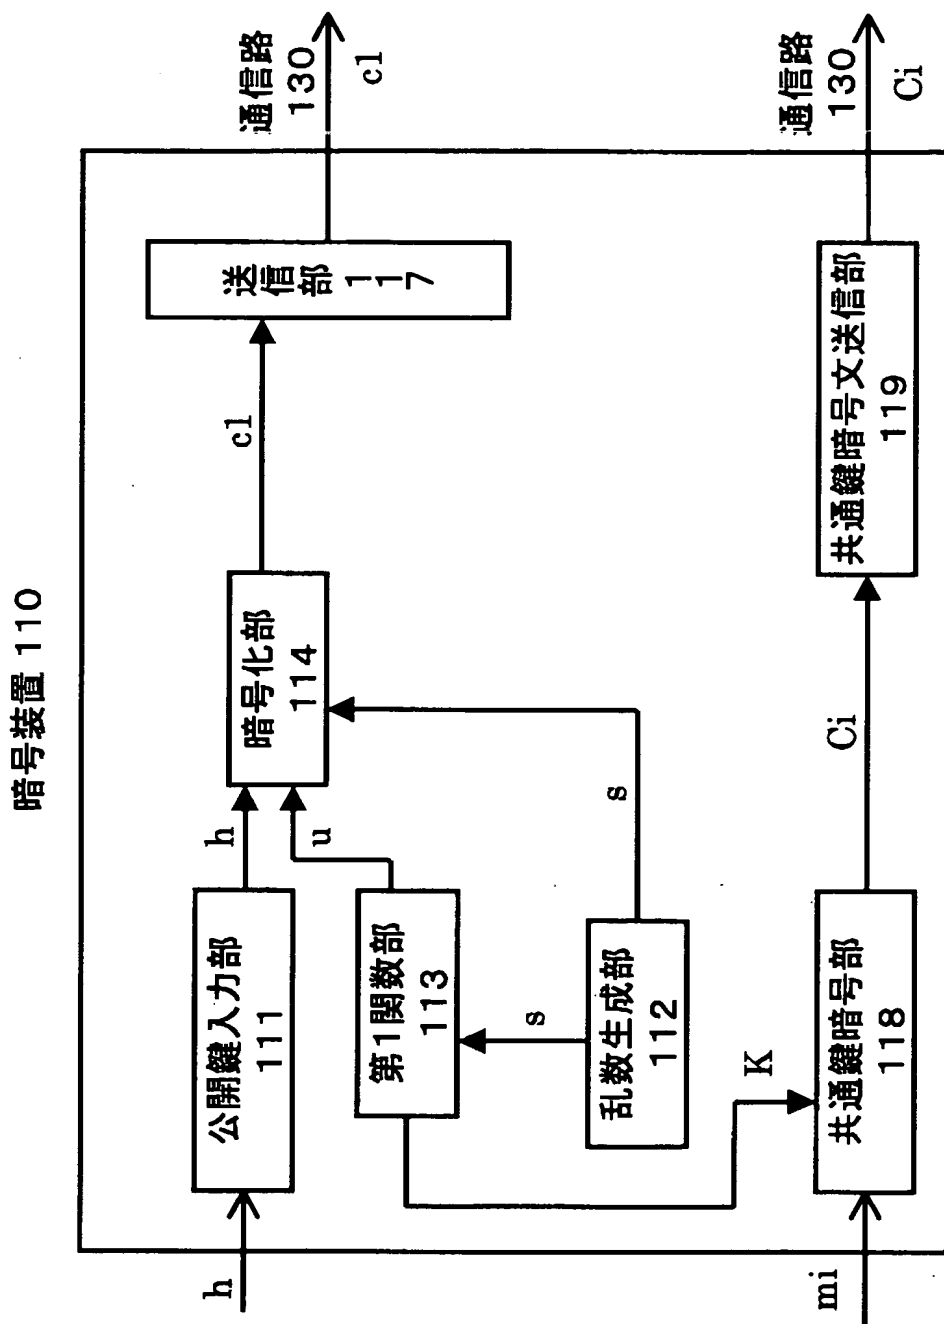 暗号装置 110
h
公開鍵入力部
111
h
暗号化部
114
c1
送信部 117
通信路
130
c1
u
第1関数部
113
s
乱数生成部
112
s
K
mi
共通鍵暗号部
118
Ci
共通鍵暗号文送信部
119
通信路
130
Ci